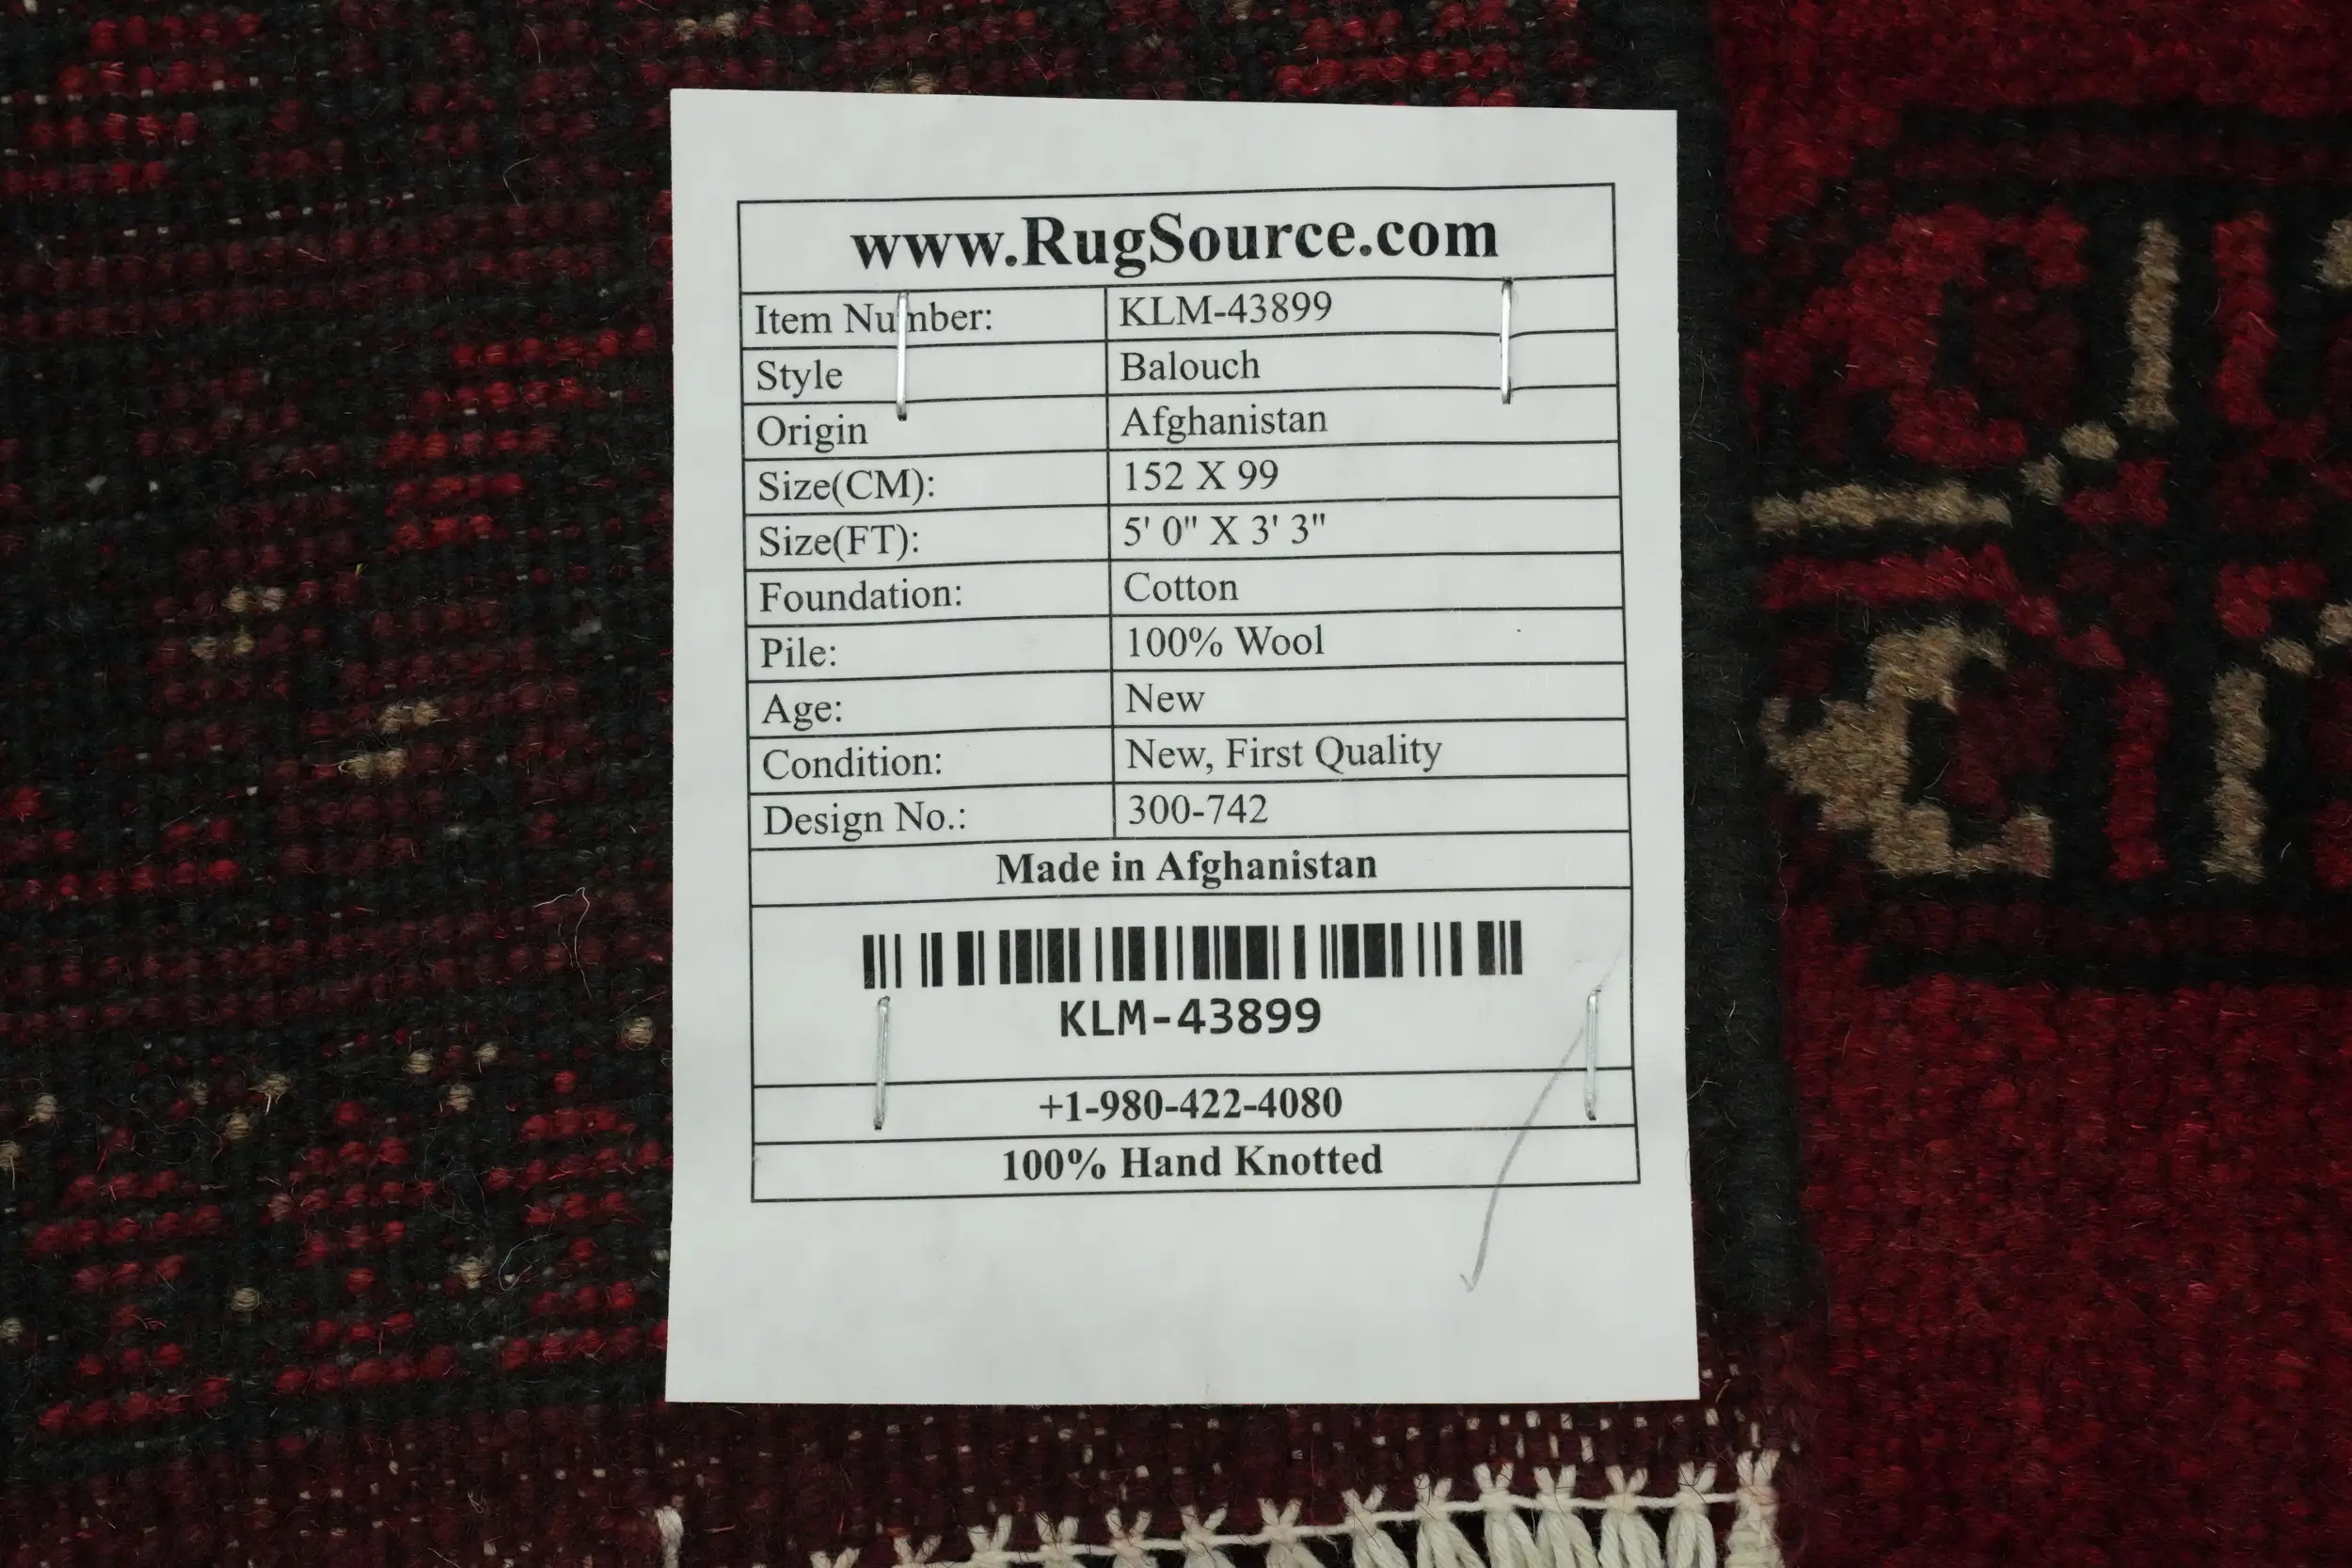 www.RugSource.com
Item Number: KLM-43899
Style Balouch
Origin Afghanistan
Size(CM): 152 X 99
Size(FT): 5' 0" X 3' 3"
Foundation: Cotton
Pile: 100% Wool
Age: New
Condition: New, First Quality
Design No.: 300-742
Made in Afghanistan
KLM-43899
+1-980-422-4080
100% Hand Knotted